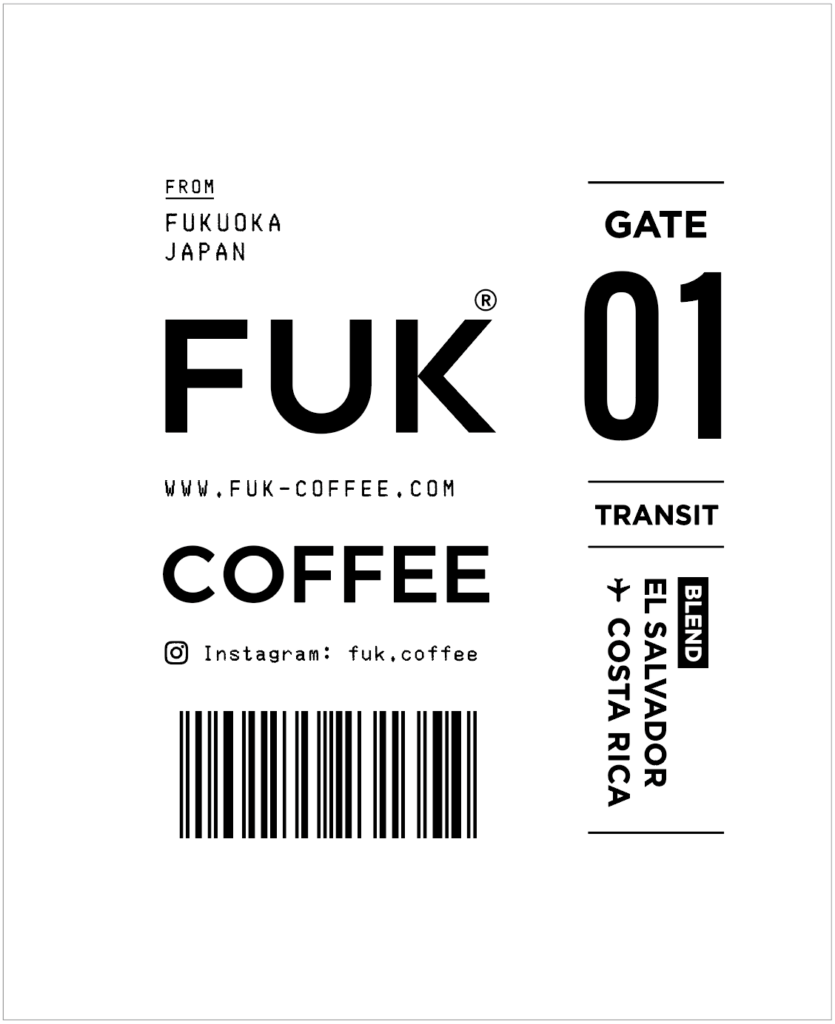 FROM
FUKUOKA
JAPAN
FUK®
WWW.FUK-COFFEE.COM
COFFEE
Instagram: fuk.coffee
GATE
01
TRANSIT
BLEND
EL SALVADOR
COSTA RICA